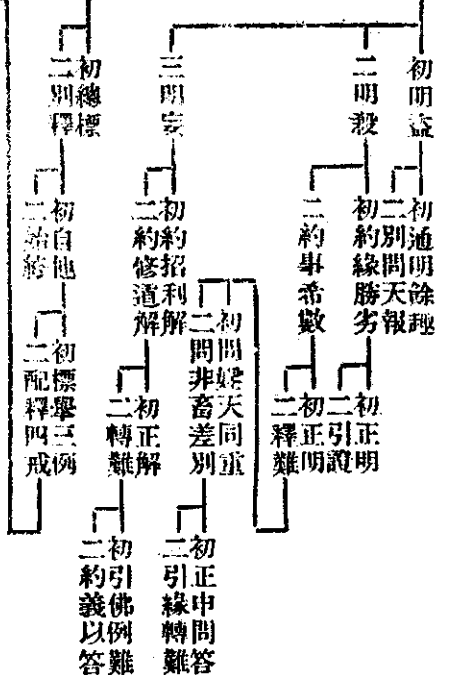 初明盜
初通明餘趣
二別問天報
二明殺
初約緣勝劣
初正明
二引證
二約事希數
初正明
二釋難
初問婬天同重
二問非畜差別
初正申問答
二引緣轉難
三明妄
初約招利解
二約修道解
初正解
二轉難
初引佛例難
二約義以答
初總標
二別釋
初自他
初標舉三例
二配釋四戒